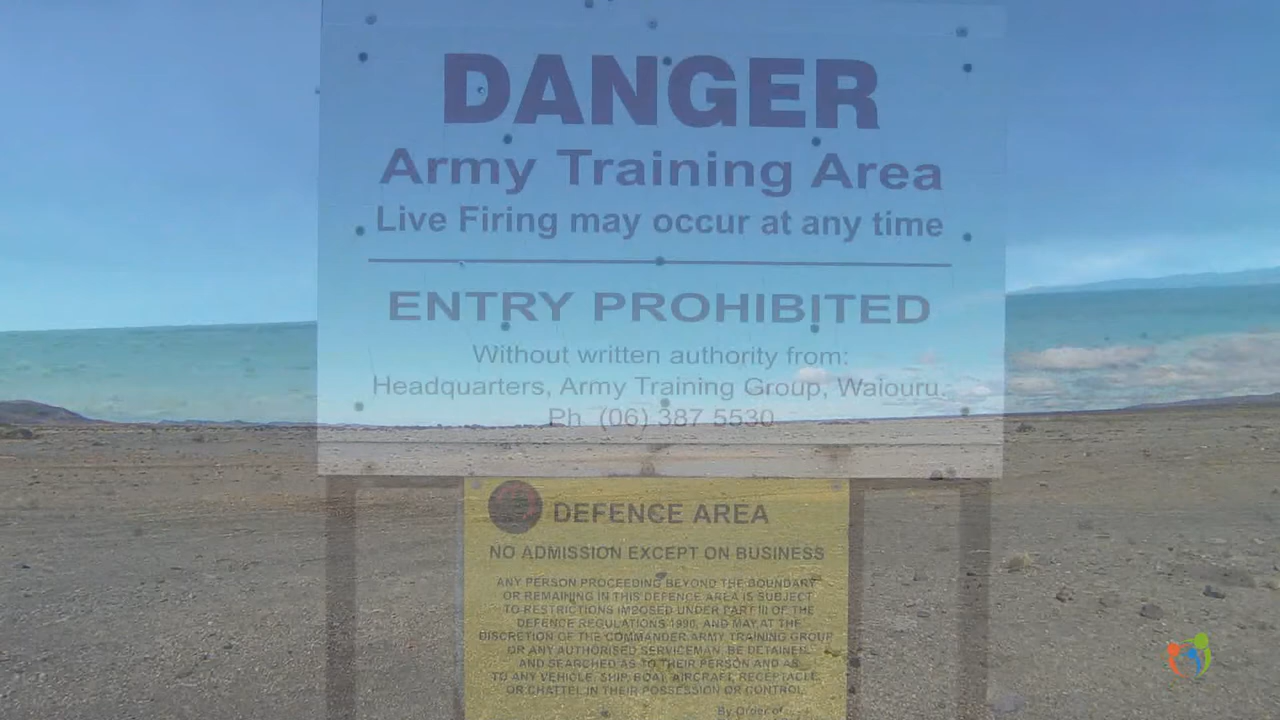 DANGER
Army Training Area
Live Firing may occur at any time
ENTRY PROHIBITED
Without written authority from:
Headquarters, Army Training Group, Waiouru.
Ph (06) 387 5530
DEFENCE AREA
NO ADMISSION EXCEPT ON BUSINESS
ANY PERSON PROCEEDING BEYOND THE BOUNDARY
OR REMAINING IN THIS DEFENCE AREA IS SUBJECT
TO RESTRICTIONS IMPOSED UNDER PART III OF THE
DEFENCE REGULATIONS 1990, AND MAY AT THE
DISCRETION OF THE COMMANDER ARMY TRAINING GROUP
OR ANY AUTHORISED SERVICEMAN, BE DETAINED
AND SEARCHED AS TO THEIR PERSON AND AS
TO ANY VEHICLE, SHIP, BOAT, AIRCRAFT, RECEPTACLE
OR CHATTEL IN THEIR POSSESSION OR CONTROL.
By Order of